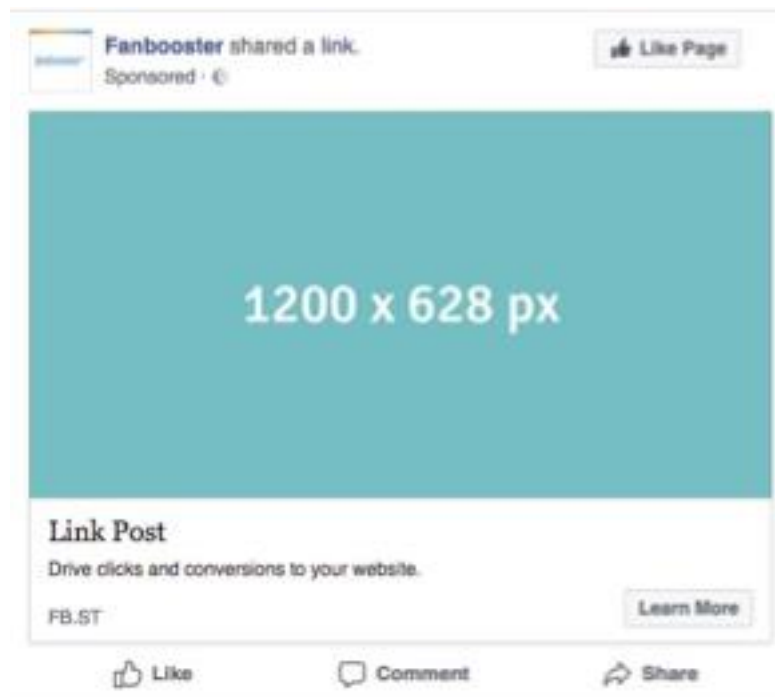 Fanbooster shared a link.
Like Page
Sponsored ·
1200 x 628 px
Link Post
Drive clicks and conversions to your website.
FB.ST
Learn More
Like
Comment
Share